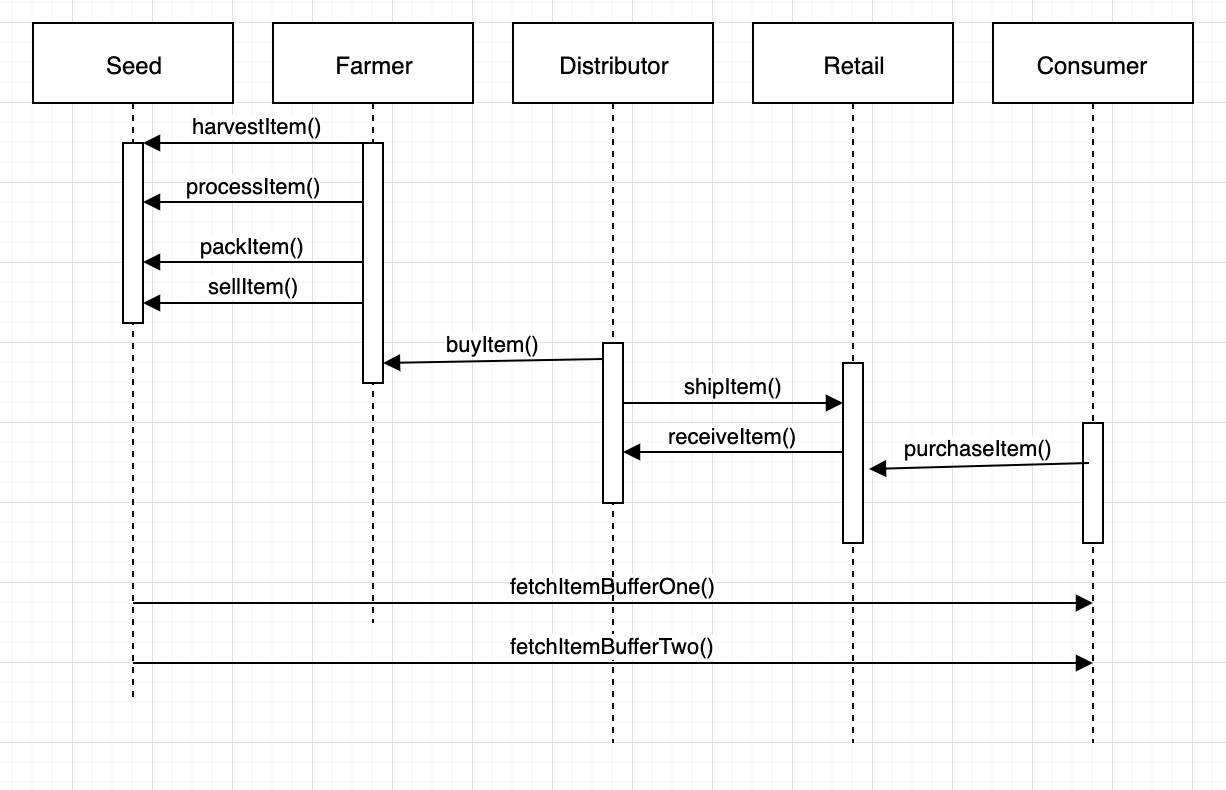 Seed
Farmer
Distributor
Retail
Consumer
harvestItem()
processItem()
packItem()
sellItem()
buyItem()
shipItem()
receiveItem()
purchaseItem()
fetchItemBufferOne()
fetchItemBufferTwo()